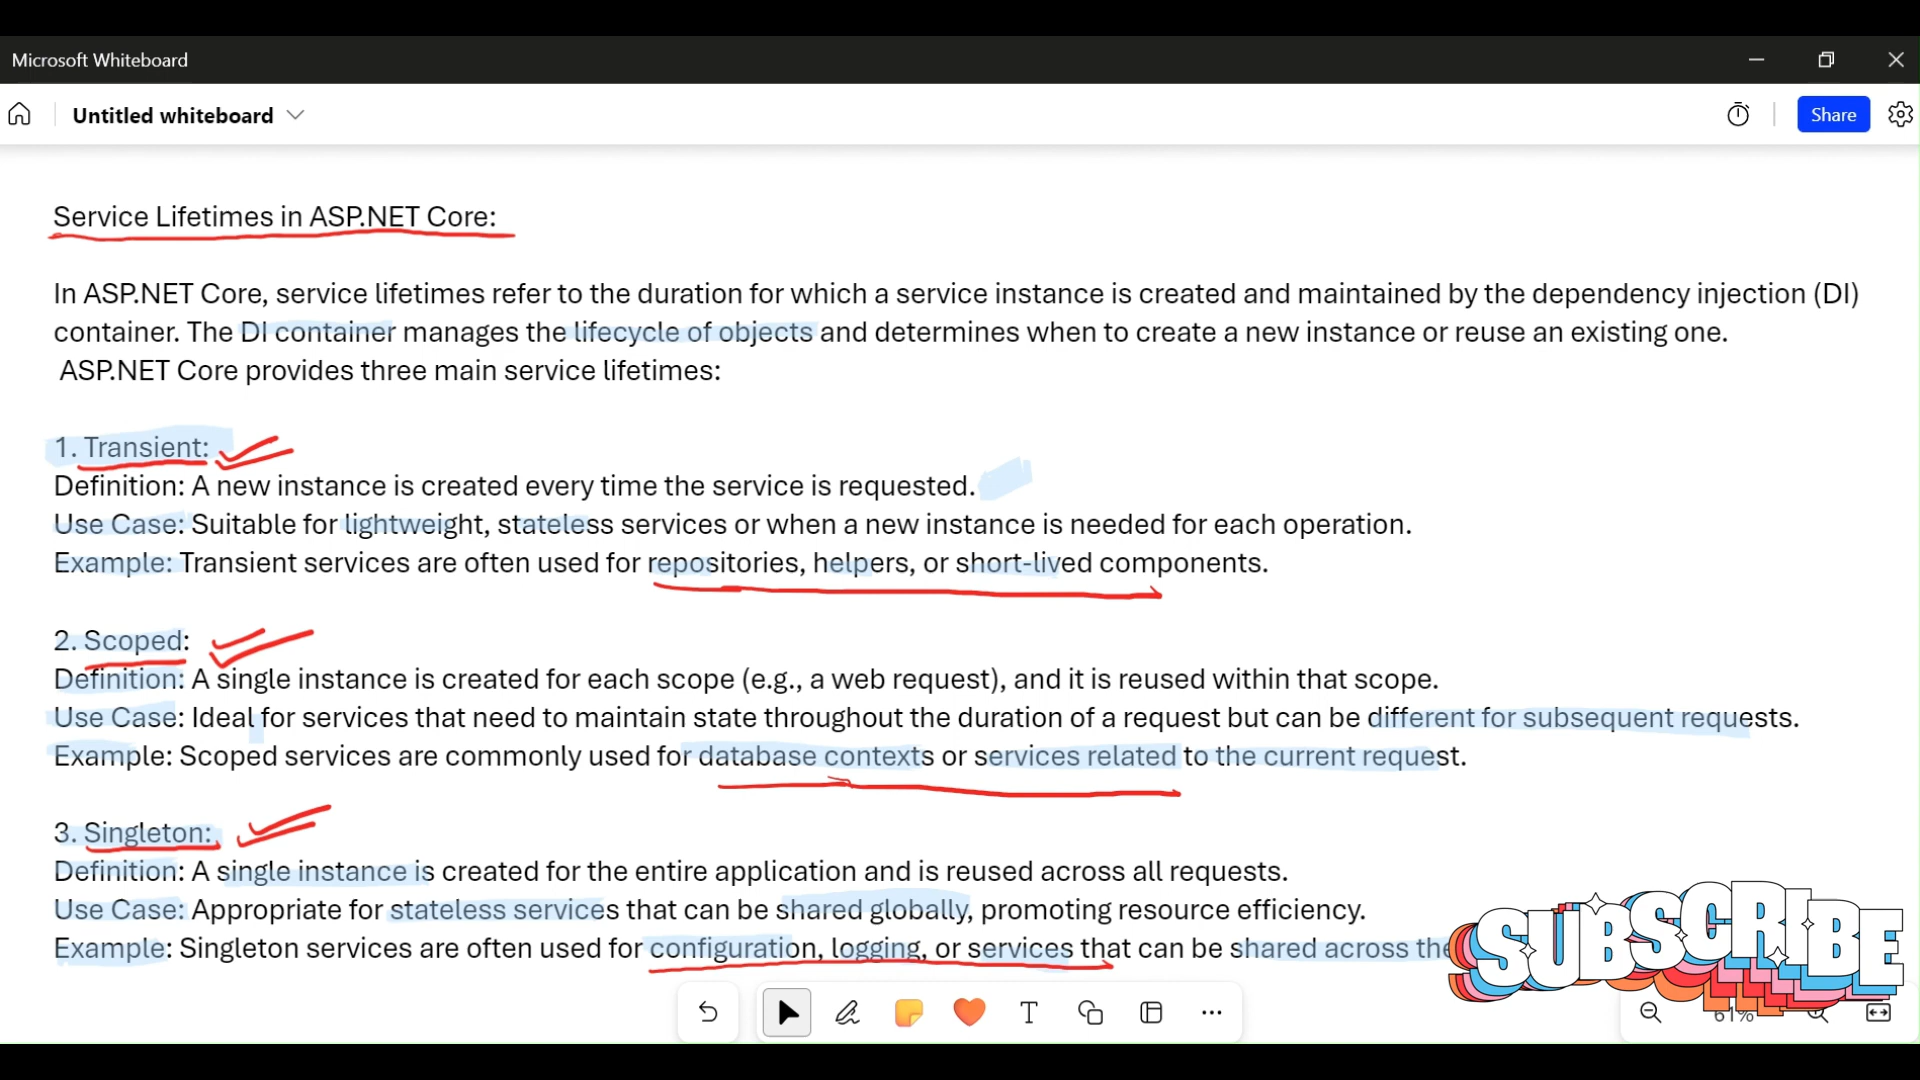 Microsoft Whiteboard
Untitled whiteboard
Share
Service Lifetimes in ASP.NET Core:
In ASP.NET Core, service lifetimes refer to the duration for which a service instance is created and maintained by the dependency injection (DI)
container. The DI container manages the lifecycle of objects and determines when to create a new instance or reuse an existing one.
ASP.NET Core provides three main service lifetimes:
1. Transient:
Definition: A new instance is created every time the service is requested.
Use Case: Suitable for lightweight, stateless services or when a new instance is needed for each operation.
Example: Transient services are often used for repositories, helpers, or short-lived components.
2. Scoped:
Definition: A single instance is created for each scope (e.g., a web request), and it is reused within that scope.
Use Case: Ideal for services that need to maintain state throughout the duration of a request but can be different for subsequent requests.
Example: Scoped services are commonly used for database contexts or services related to the current request.
3. Singleton:
Definition: A single instance is created for the entire application and is reused across all requests.
Use Case: Appropriate for stateless services that can be shared globally, promoting resource efficiency.
Example: Singleton services are often used for configuration, logging, or services that can be shared across the
SUBSCRIBE
T
61%